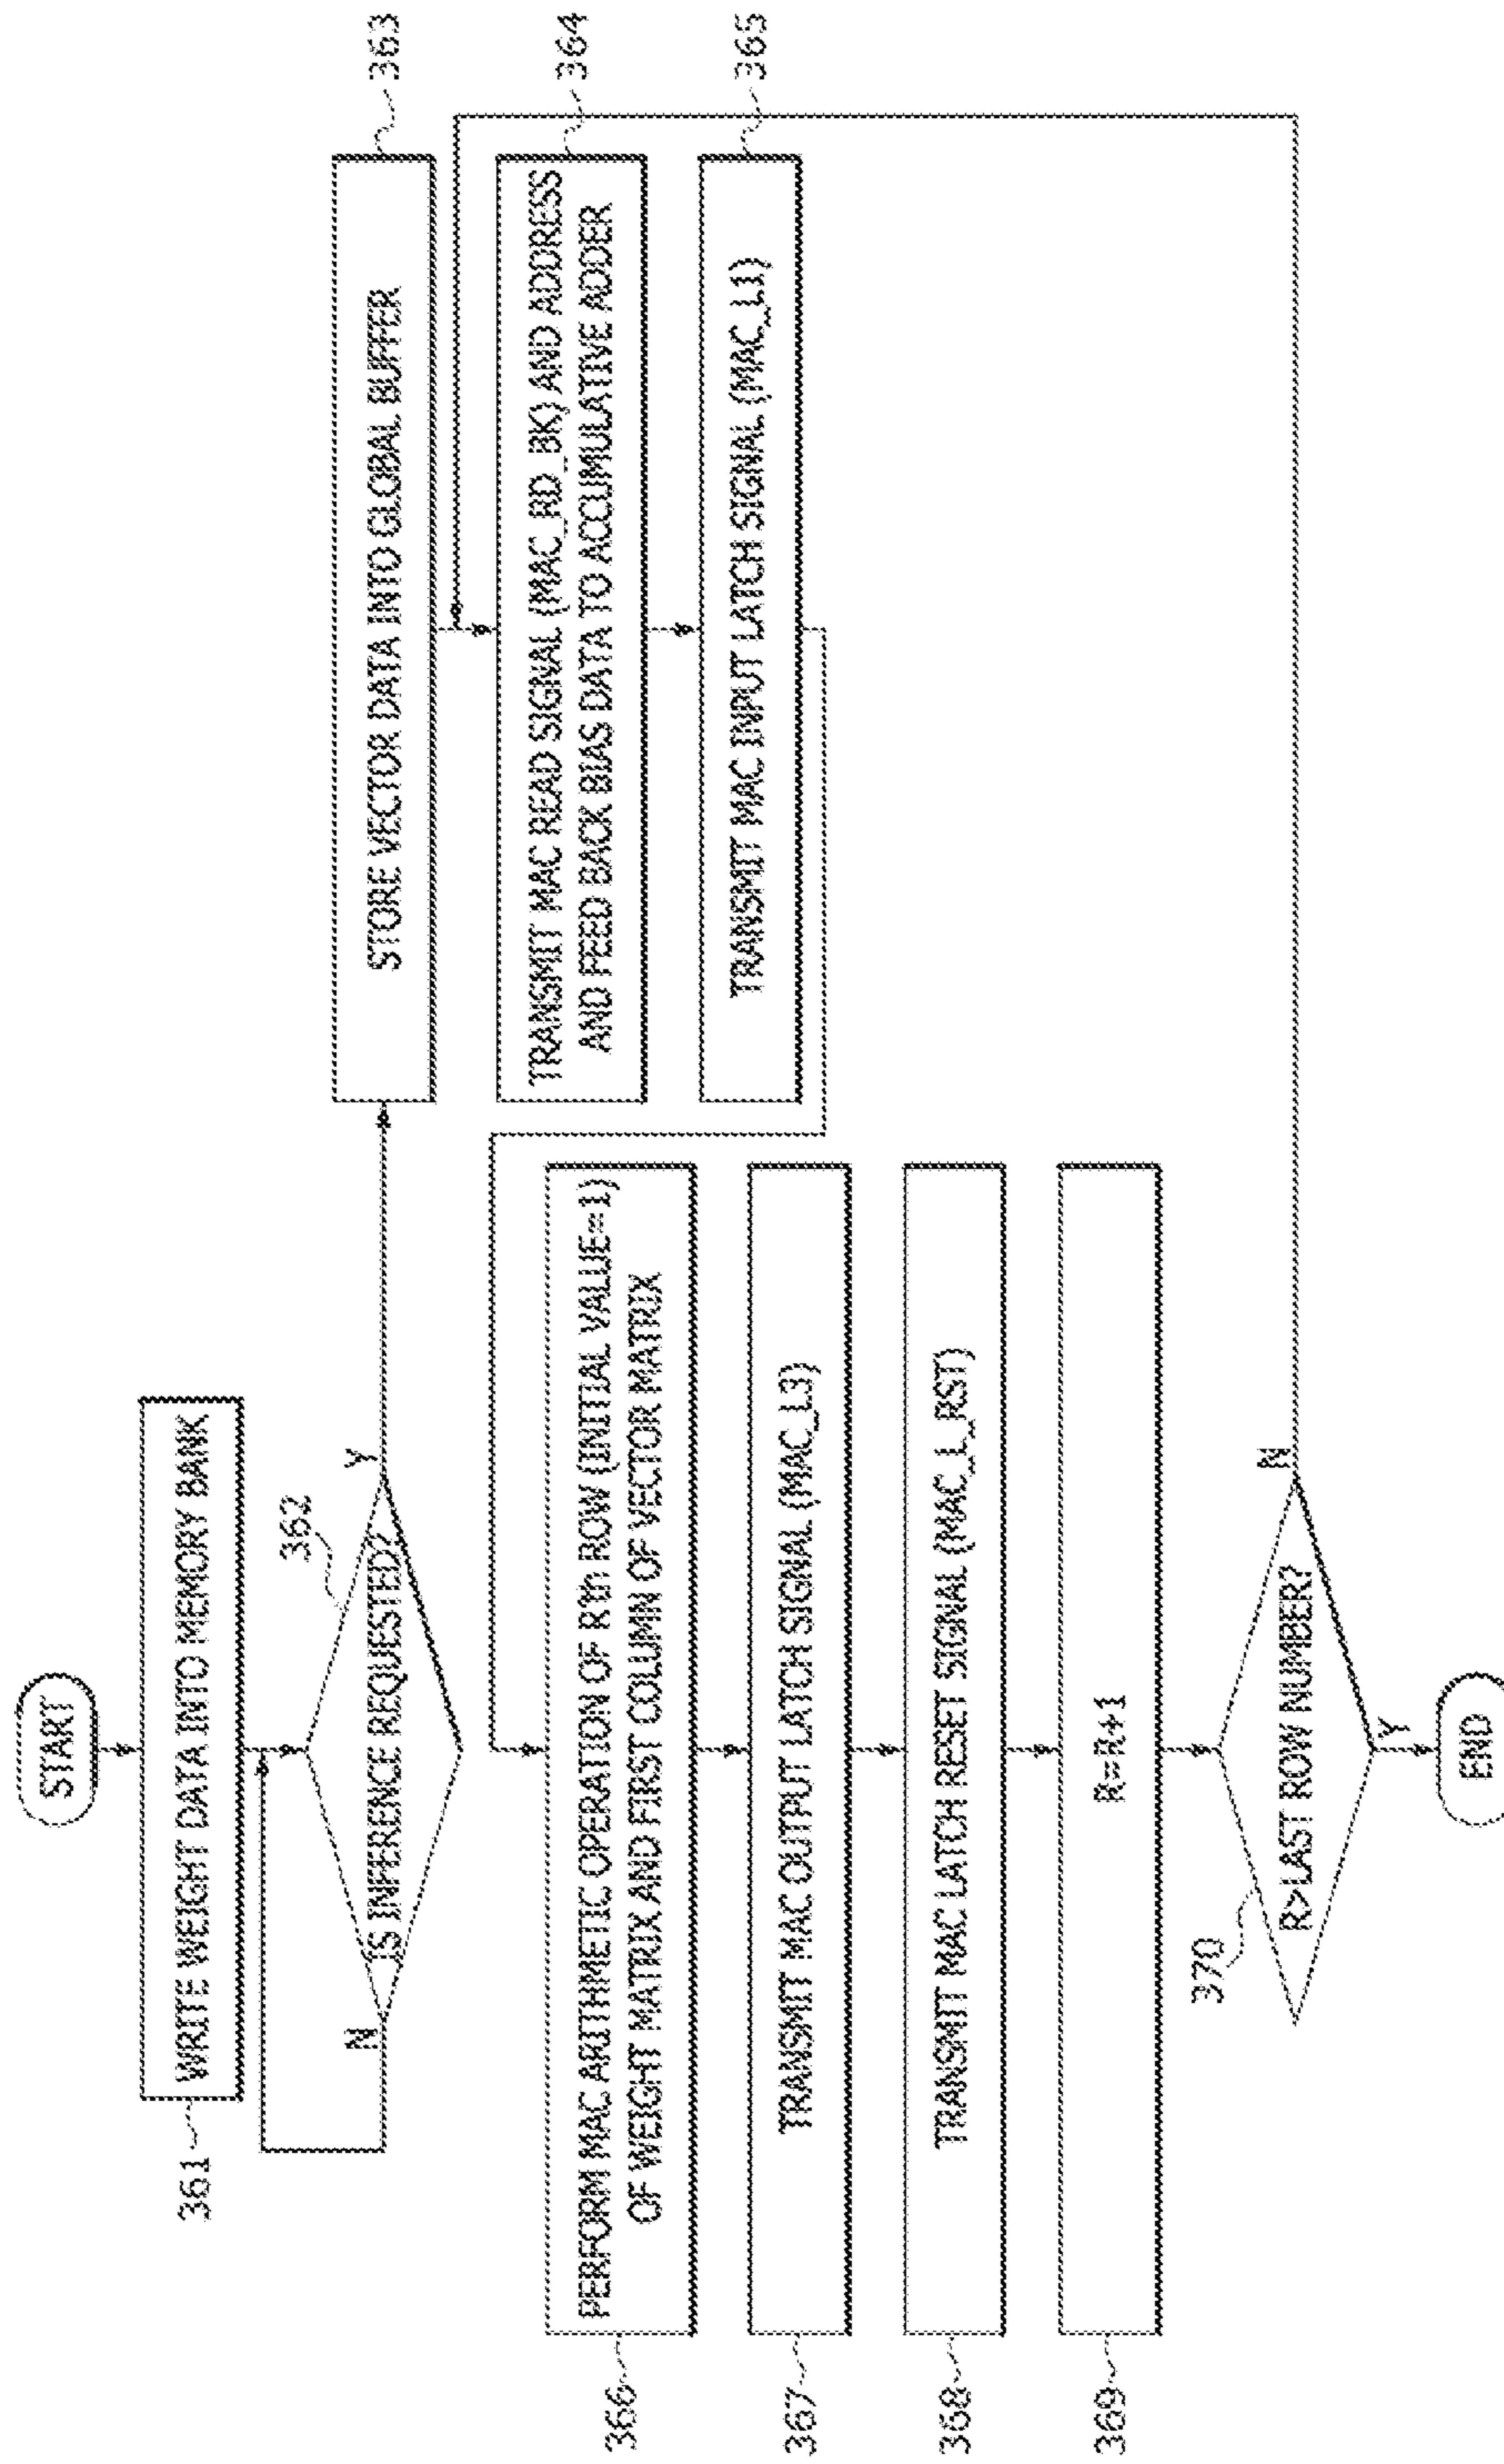 START
361
WRITE WEIGHT DATA INTO MEMORY BANK
362
IS INFERENCE REQUESTED?
N
Y
STORE VECTOR DATA INTO GLOBAL BUFFER
363
TRANSMIT MAC READ SIGNAL (MAC_RD_BK) AND ADDRESS
AND FEED BACK BIAS DATA TO ACCUMULATIVE ADDER
364
TRANSMIT MAC INPUT LATCH SIGNAL (MAC_L1)
365
366
PERFORM MAC ARITHMETIC OPERATION OF R'th ROW (INITIAL VALUE=1)
OF WEIGHT MATRIX AND FIRST COLUMN OF VECTOR MATRIX
367
TRANSMIT MAC OUTPUT LATCH SIGNAL (MAC_L3)
368
TRANSMIT MAC LATCH RESET SIGNAL (MAC_L_RST)
369
R=R+1
370
R>LAST ROW NUMBER?
N
Y
END